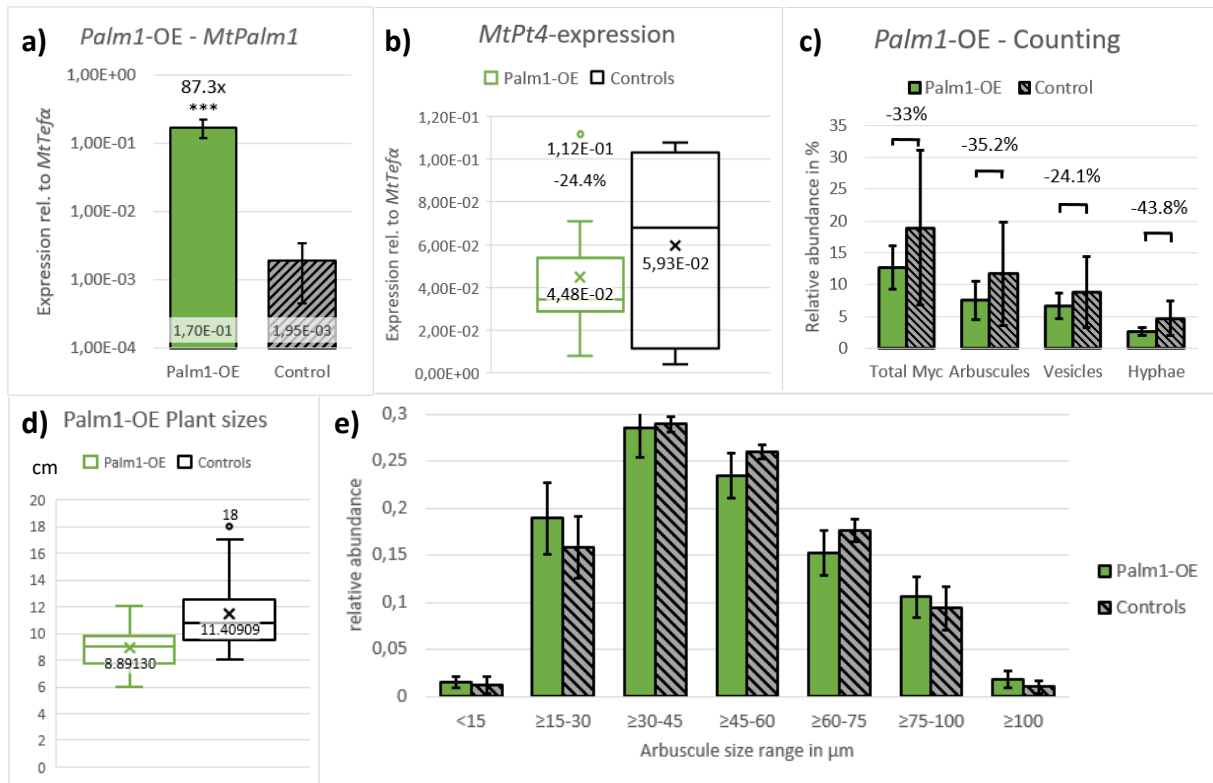 a)
Palm1-OE - MtPalm1
Expression rel. to MtTefα
1,00E+00
1,00E-01
1,00E-02
1,00E-03
1,00E-04
87.3x
***
1,70E-01
1,95E-03
Palm1-OE
Control
b)
MtPt4-expression
Palm1-OE
Controls
Expression rel. to MtTefα
1,20E-01
1,00E-01
8,00E-02
6,00E-02
4,00E-02
2,00E-02
0,00E+00
1,12E-01
-24.4%
4,48E-02
5,93E-02
c)
Palm1-OE - Counting
Palm1-OE
Control
Relative abundance in %
35
30
25
20
15
10
5
0
-33%
-35.2%
-24.1%
-43.8%
Total Myc
Arbuscules
Vesicles
Hyphae
d)
Palm1-OE Plant sizes
Palm1-OE
Controls
cm
20
18
16
14
12
10
8
6
4
2
0
8.89130
18
11.40909
e)
relative abundance
0,3
0,25
0,2
0,15
0,1
0,05
0
<15
≥15-30
≥30-45
≥45-60
≥60-75
≥75-100
≥100
Arbuscule size range in µm
Palm1-OE
Controls